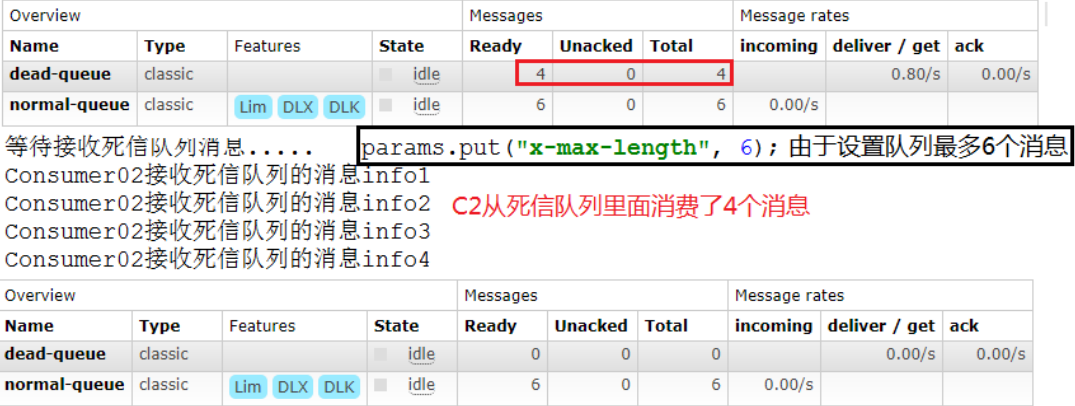 Overview Messages Message rates
Name Type Features State Ready Unacked Total incoming deliver / get ack
dead-queue classic idle 4 0 4 0.80/s 0.00/s
normal-queue classic Lim DLX DLK idle 6 0 6 0.00/s
等待接收死信队列消息..... params.put("x-max-length", 6); 由于设置队列最多6个消息
Consumer02接收死信队列的消息info1
Consumer02接收死信队列的消息info2 C2从死信队列里面消费了4个消息
Consumer02接收死信队列的消息info3
Consumer02接收死信队列的消息info4
Overview Messages Message rates
Name Type Features State Ready Unacked Total incoming deliver / get ack
dead-queue classic idle 0 0 0 0.00/s 0.00/s
normal-queue classic Lim DLX DLK idle 6 0 6 0.00/s